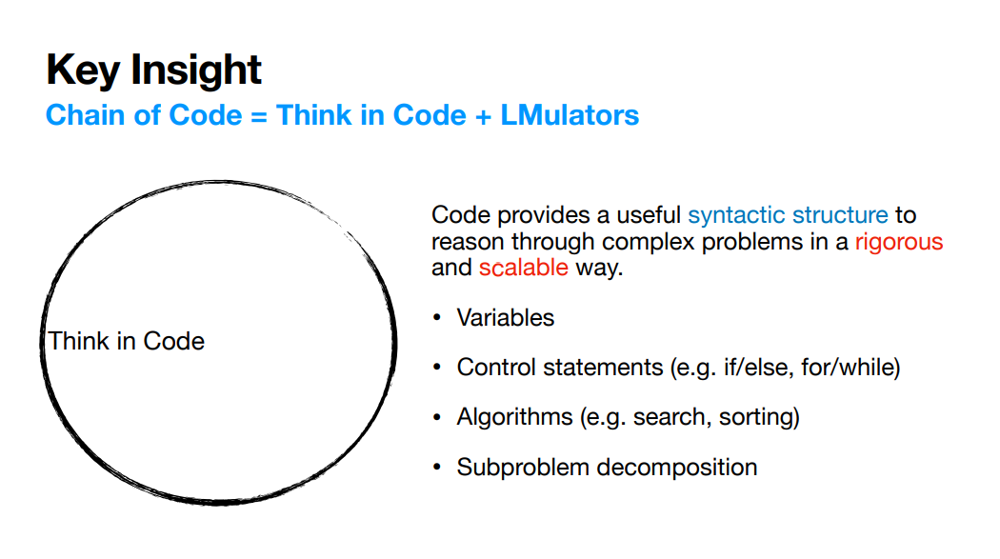 Key Insight
Chain of Code = Think in Code + LMulators
Think in Code
Code provides a useful syntactic structure to
reason through complex problems in a rigorous
and scalable way.
• Variables
• Control statements (e.g. if/else, for/while)
• Algorithms (e.g. search, sorting)
• Subproblem decomposition